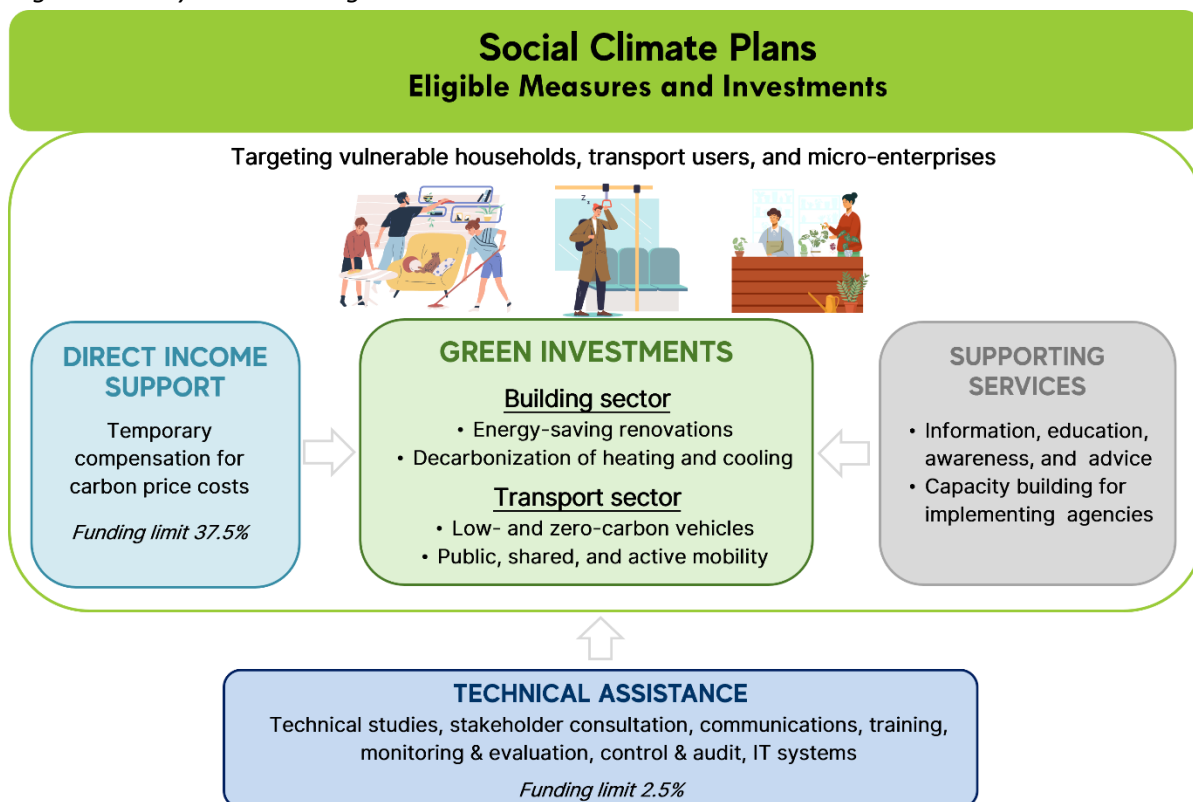 Social Climate Plans
Eligible Measures and Investments
Targeting vulnerable households, transport users, and micro-enterprises
z z
DIRECT INCOME
SUPPORT
Temporary
compensation for
carbon price costs
Funding limit 37.5%
GREEN INVESTMENTS
Building sector
• Energy-saving renovations
• Decarbonization of heating and cooling
Transport sector
• Low- and zero-carbon vehicles
• Public, shared, and active mobility
SUPPORTING
SERVICES
• Information, education,
awareness, and advice
• Capacity building for
implementing agencies
TECHNICAL ASSISTANCE
Technical studies, stakeholder consultation, communications, training,
monitoring & evaluation, control & audit, IT systems
Funding limit 2.5%